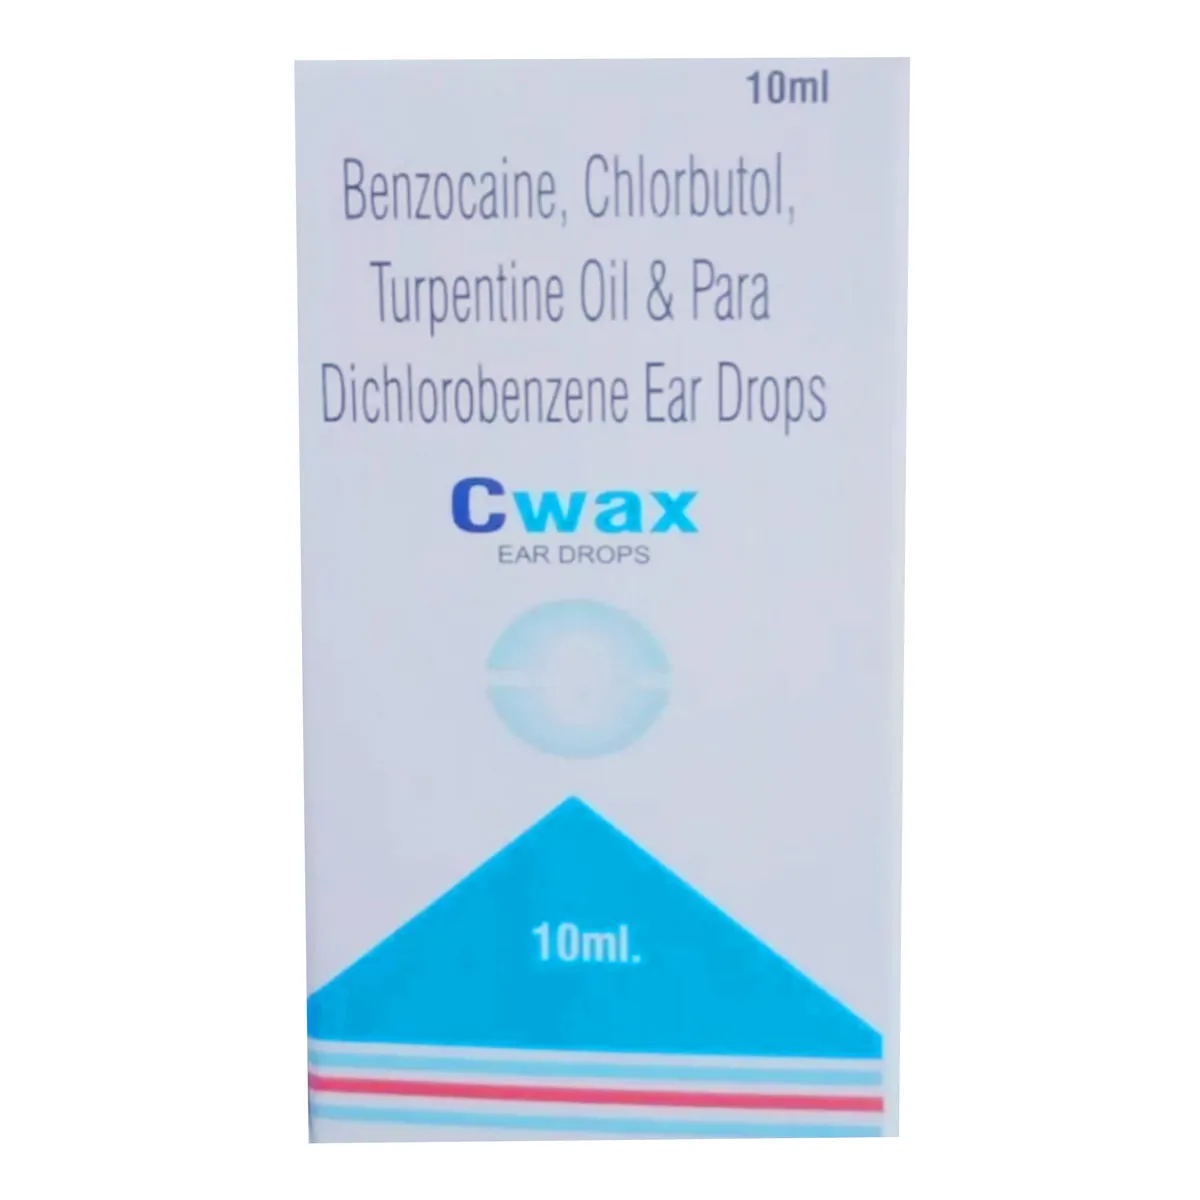 10ml
Benzocaine, Chlorbutol,
Turpentine Oil & Para
Dichlorobenzene Ear Drops
Cwax
EAR DROPS
10ml.